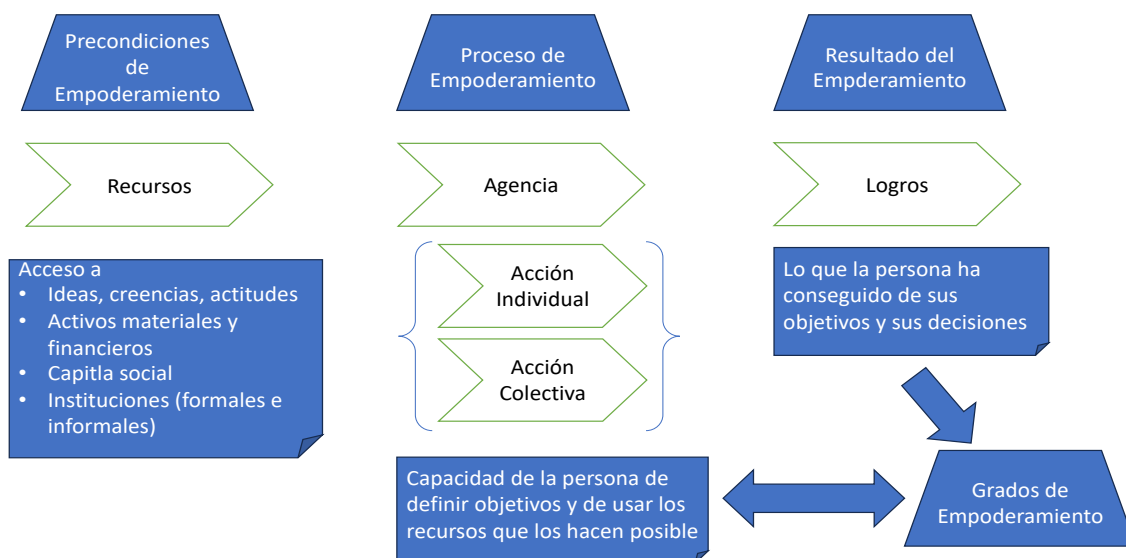 Precondiciones
de
Empoderamiento
Proceso de
Empoderamiento
Resultado del
Empderamiento
Recursos
Agencia
Logros
Acceso a
• Ideas, creencias, actitudes
• Activos materiales y
financieros
• Capitla social
• Instituciones (formales e
informales)
Acción
Individual
Acción
Colectiva
Lo que la persona ha
conseguido de sus
objetivos y sus decisiones
Capacidad de la persona de
definir objetivos y de usar los
recursos que los hacen posible
Grados de
Empoderamiento